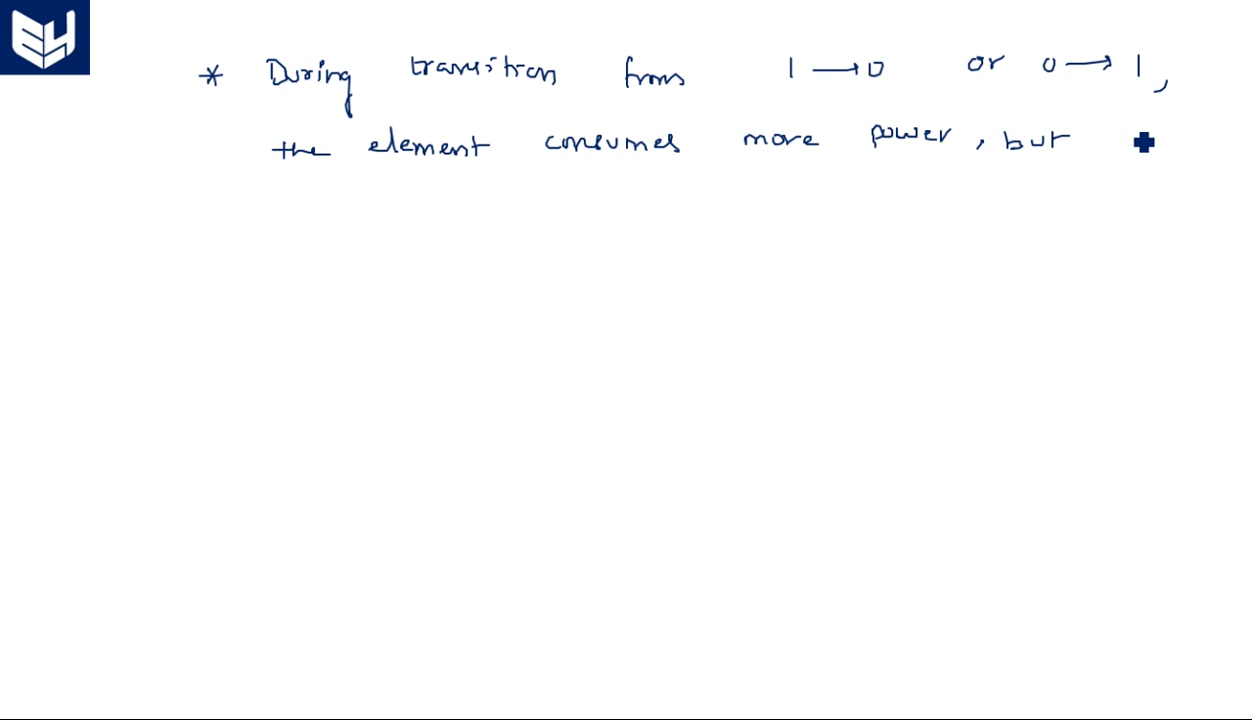 * During transition from 1 → 0 or 0 → 1,
the element consumes more power, but